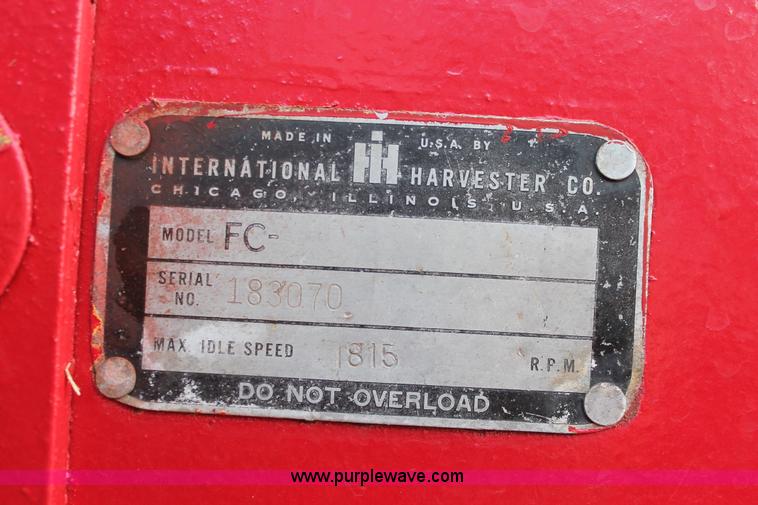 MADE IN U.S.A. BY
INTERNATIONAL IH HARVESTER CO.
CHICAGO, ILLINOIS, U.S.A.
MODEL FC-
SERIAL NO. 183070
MAX. IDLE SPEED 1815 R.P.M.
DO NOT OVERLOAD
www.purplewave.com